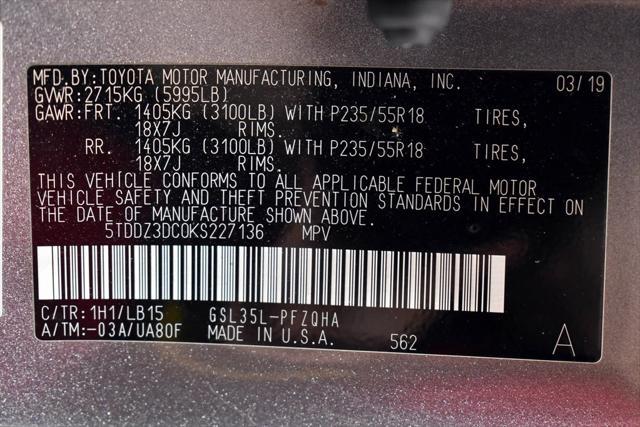 MFD.BY:TOYOTA MOTOR MANUFACTURING, INDIANA, INC. 03/19
GVWR:2715KG (5995LB)
GAWR:FRT. 1405KG (3100LB) WITH P235/55R18 TIRES,
18X7J RIMS.
RR. 1405KG (3100LB) WITH P235/55R18 TIRES,
18X7J RIMS.
THIS VEHICLE CONFORMS TO ALL APPLICABLE FEDERAL MOTOR
VEHICLE SAFETY AND THEFT PREVENTION STANDARDS IN EFFECT ON
THE DATE OF MANUFACTURE SHOWN ABOVE.
5TDDZ3DC0KS227136 MPV
C/TR:1H1/LB15 GSL35L-PFZQHA
A/TM:-03A/UA80F MADE IN U.S.A. 562 A